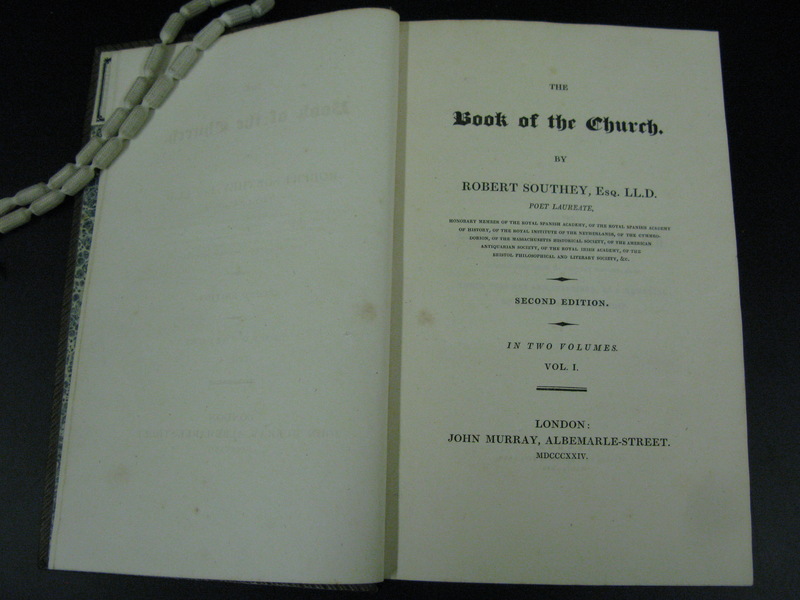 THE
Book of the Church.
BY
ROBERT SOUTHEY, ESQ. LL.D.
POET LAUREATE,
HONORARY MEMBER OF THE ROYAL SPANISH ACADEMY, OF THE ROYAL SPANISH ACADEMY
OF HISTORY, OF THE ROYAL INSTITUTE OF THE NETHERLANDS, OF THE CYMMRO-
DORION, OF THE MASSACHUSETTS HISTORICAL SOCIETY, OF THE AMERICAN
ANTIQUARIAN SOCIETY, OF THE ROYAL IRISH ACADEMY, OF THE
BRISTOL PHILOSOPHICAL AND LITERARY SOCIETY, &c.
SECOND EDITION.
IN TWO VOLUMES.
VOL. I.
LONDON:
JOHN MURRAY, ALBEMARLE-STREET.
MDCCCXXIV.